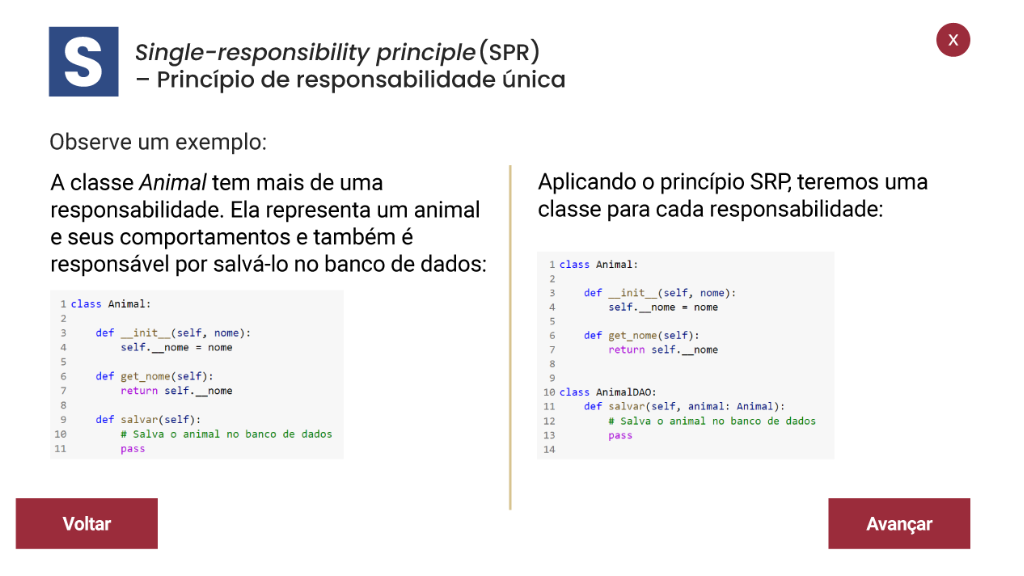 S
Single-responsibility principle (SPR)
– Princípio de responsabilidade única
X
Observe um exemplo:
A classe Animal tem mais de uma
responsabilidade. Ela representa um animal
e seus comportamentos e também é
responsável por salvá-lo no banco de dados:
1 class Animal:
2
3     def __init__(self, nome):
4         self.__nome = nome
5
6     def get_nome(self):
7         return self.__nome
8
9     def salvar(self):
10         # Salva o animal no banco de dados
11         pass
Aplicando o princípio SRP, teremos uma
classe para cada responsabilidade:
1 class Animal:
2
3     def __init__(self, nome):
4         self.__nome = nome
5
6     def get_nome(self):
7         return self.__nome
8
9
10 class AnimalDAO:
11     def salvar(self, animal: Animal):
12         # Salva o animal no banco de dados
13         pass
14
Voltar
Avançar